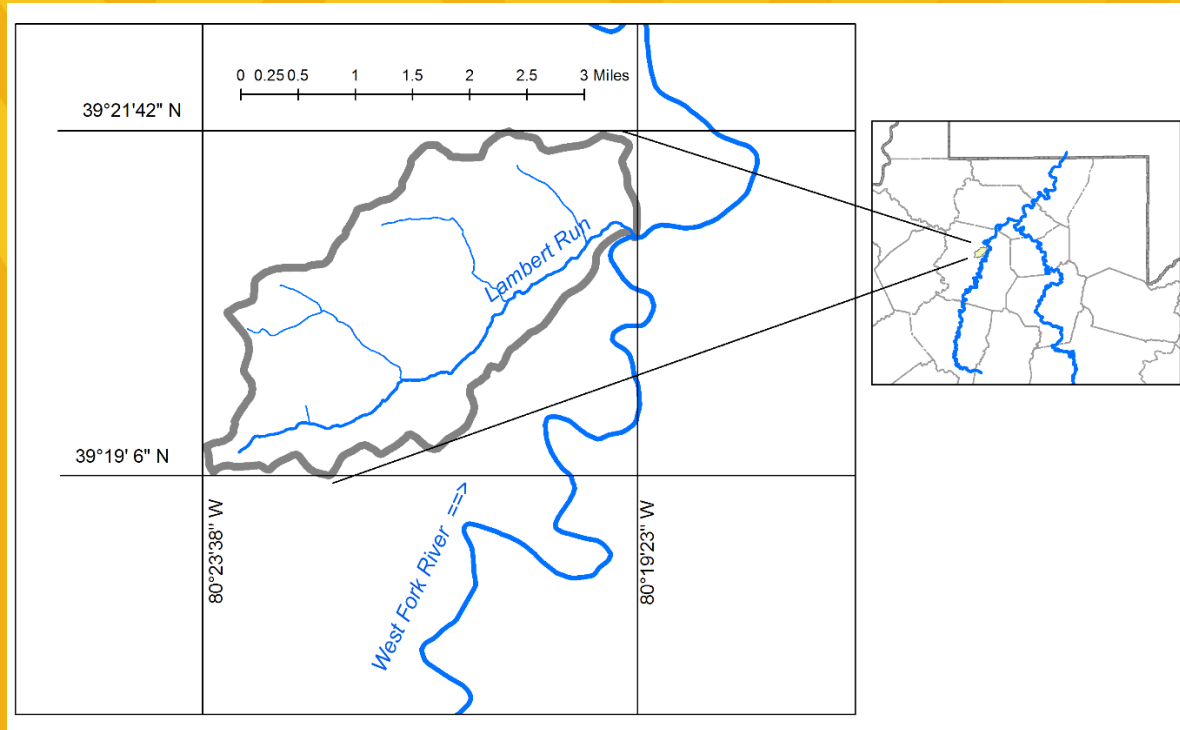 0 0.25 0.5 1 1.5 2 2.5 3 Miles
39°21'42" N
Lambert Run
39°19' 6" N
80°23'38" W
West Fork River ==>
80°19'23" W